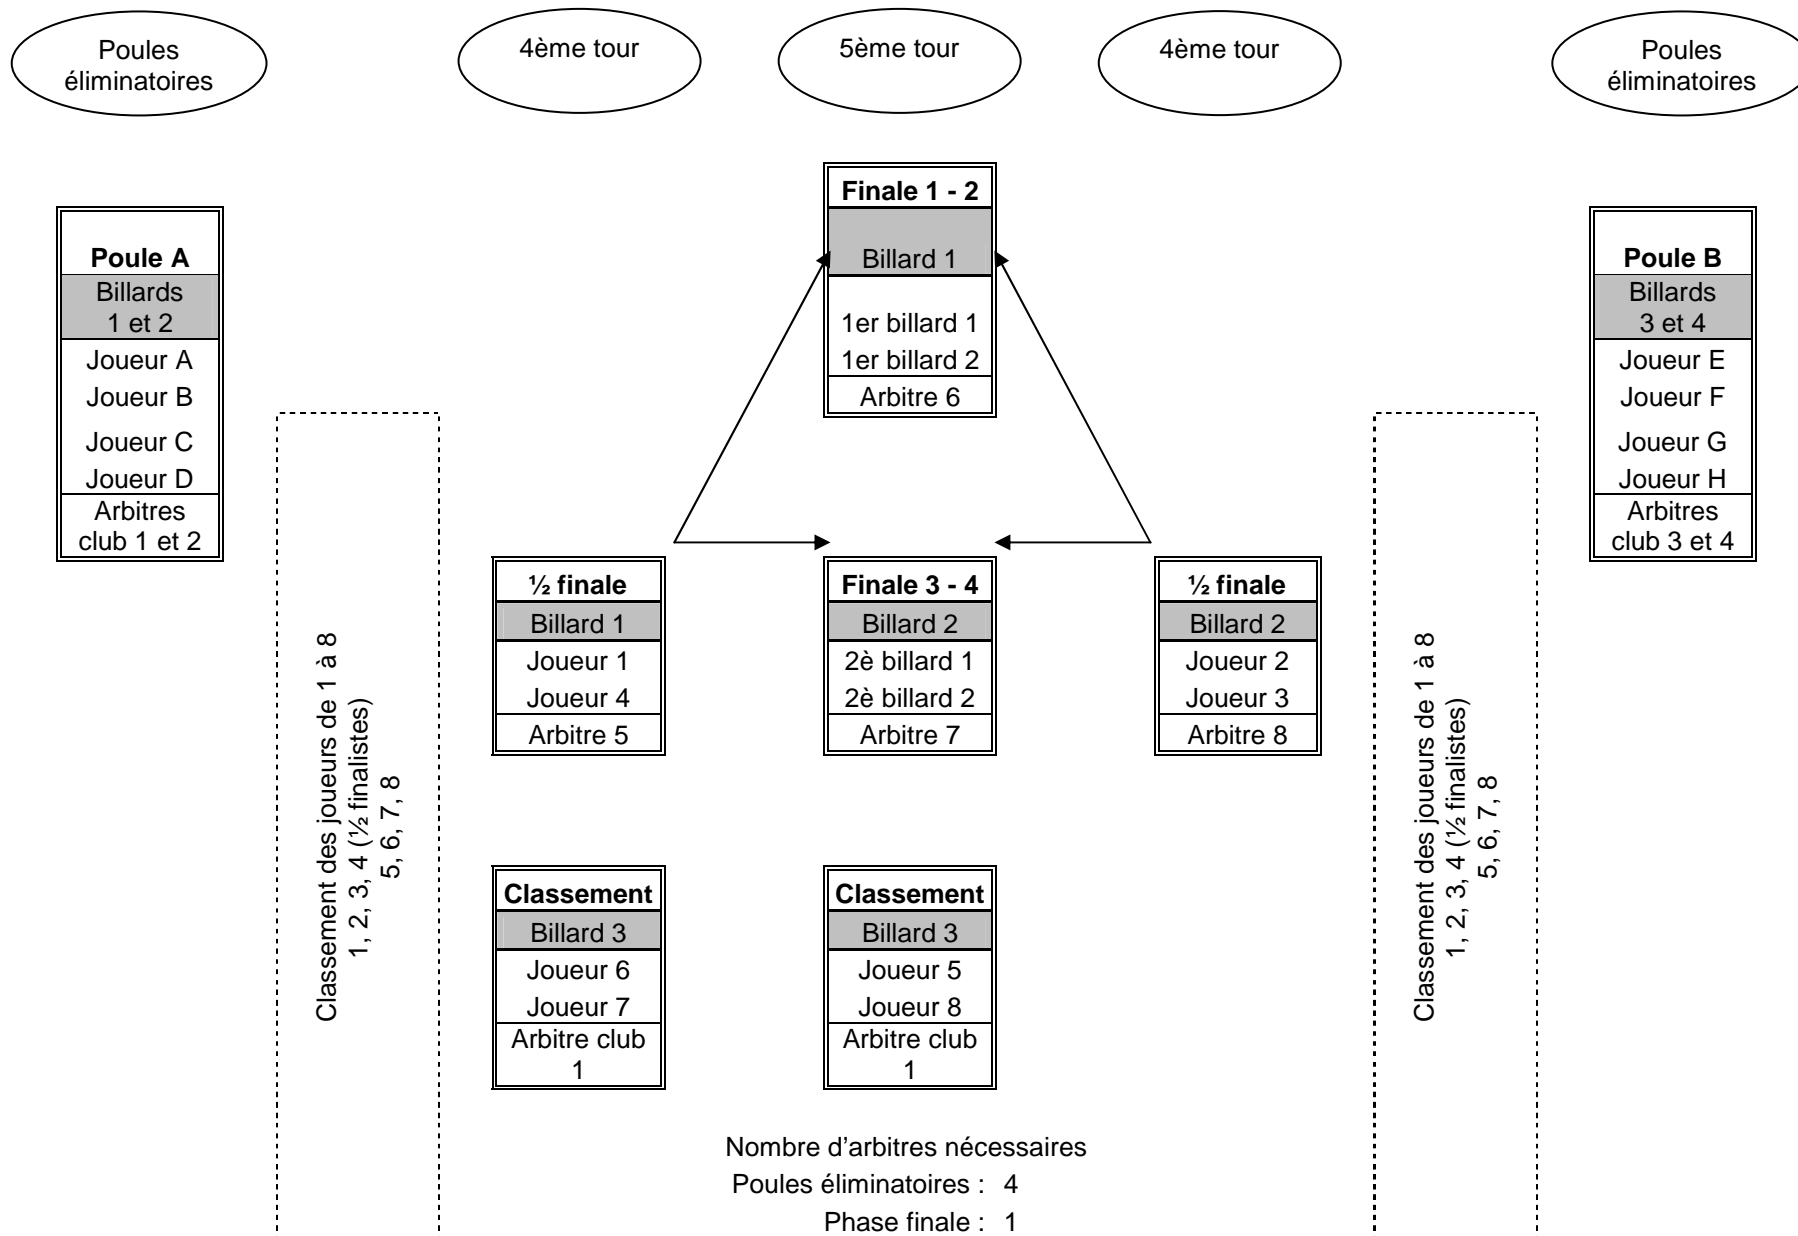 Poules
éliminatoires
4ème tour
5ème tour
4ème tour
Poules
éliminatoires
Poule A
Billards
1 et 2
Joueur A
Joueur B
Joueur C
Joueur D
Arbitres
club 1 et 2
Classement des joueurs de 1 à 8
1, 2, 3, 4 (½ finalistes)
5, 6, 7, 8
½ finale
Billard 1
Joueur 1
Joueur 4
Arbitre 5
Classement
Billard 3
Joueur 6
Joueur 7
Arbitre club
1
Finale 1 - 2
Billard 1
1er billard 1
1er billard 2
Arbitre 6
Finale 3 - 4
Billard 2
2è billard 1
2è billard 2
Arbitre 7
Classement
Billard 3
Joueur 5
Joueur 8
Arbitre club
1
½ finale
Billard 2
Joueur 2
Joueur 3
Arbitre 8
Classement des joueurs de 1 à 8
1, 2, 3, 4 (½ finalistes)
5, 6, 7, 8
Poule B
Billards
3 et 4
Joueur E
Joueur F
Joueur G
Joueur H
Arbitres
club 3 et 4
Nombre d'arbitres nécessaires
Poules éliminatoires : 4
Phase finale : 1